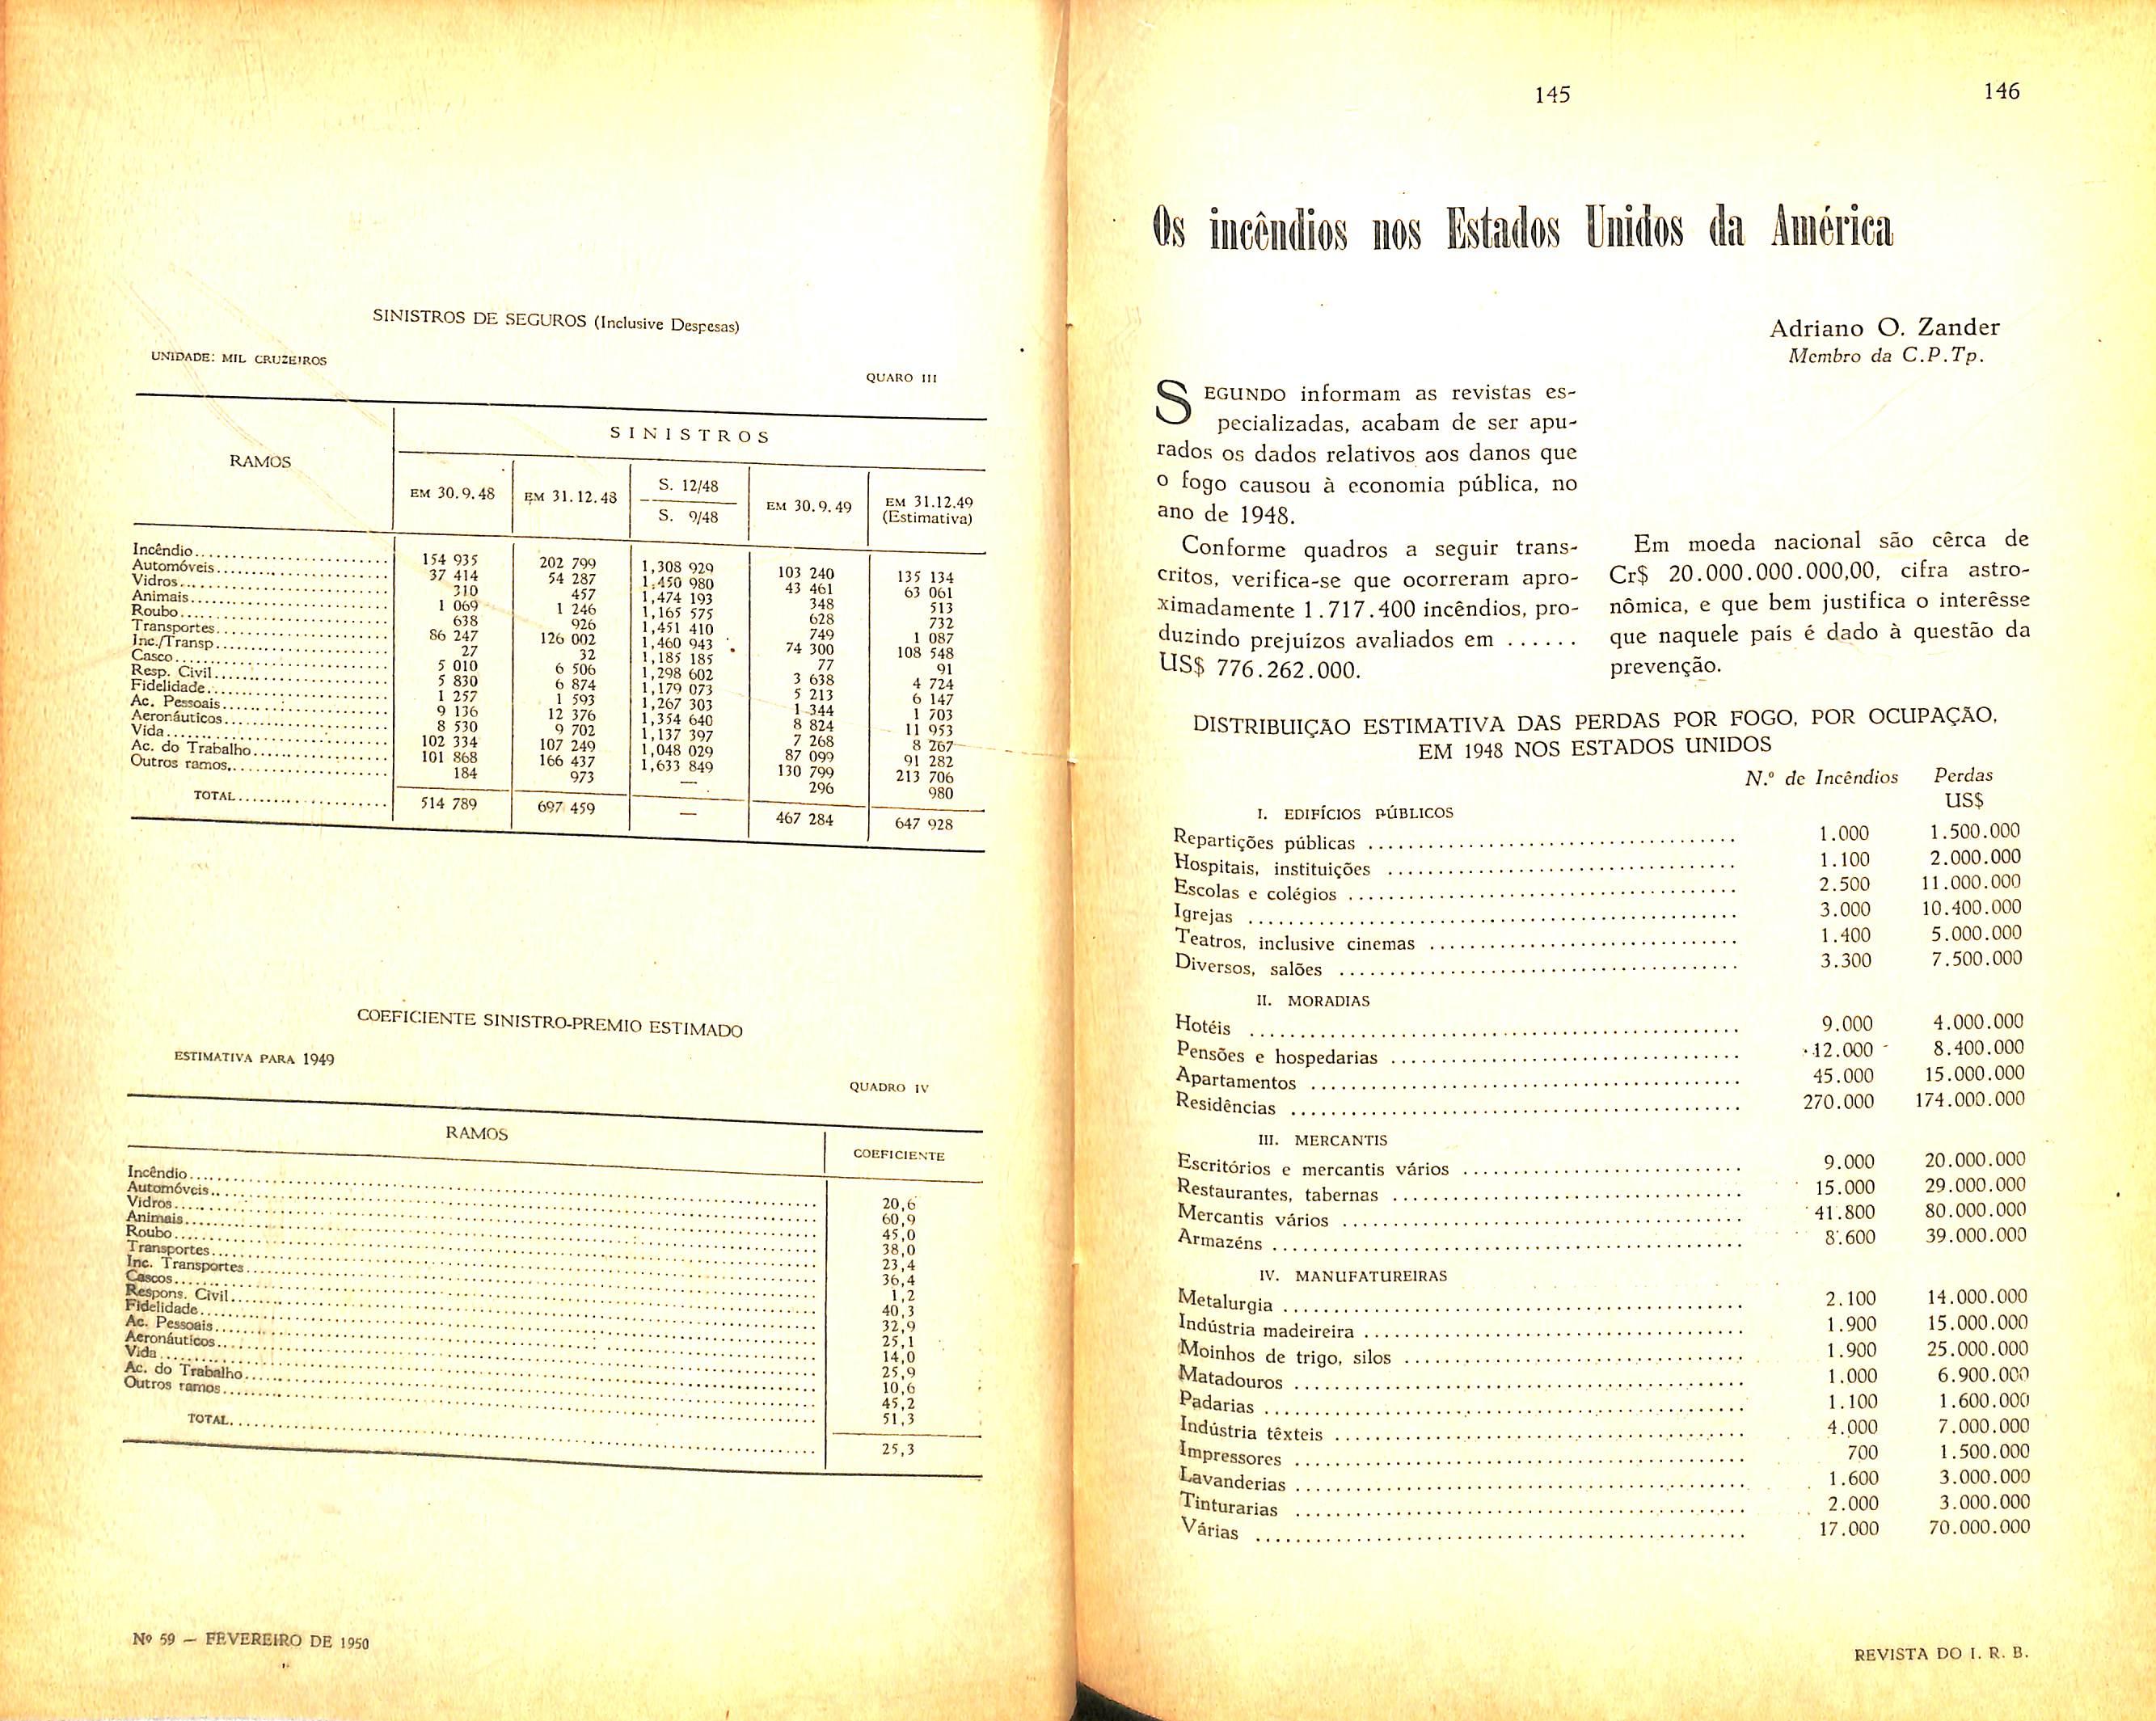 SINISTROS DE SEGUROS (Inclusive Despesas)
UNIDADE: MIL CRUZEIROS
QUARO III
RAMOS
SINISTROS
EM 30.9.48 EM 31.12.48 S. 12/48 S. 9/48 EM 30.9.49 EM 31.12.49 (Estimativa)
Incêndio 154 935 202 799 1,308 929 103 240 135 134
Automóveis 37 414 54 287 1,450 980 43 461 63 061
Vidros 310 457 1,474 193 348 513
Animais 1 069 1 246 1,165 575 628 732
Roubo 638 926 1,451 410 749 1 087
Transportes 86 247 126 002 1,460 943 74 300 108 548
Inc./Transp 27 32 1,185 185 77 91
Casco 5 010 6 506 1,298 602 3 638 4 724
Resp. Civil 5 830 6 874 1,179 073 5 213 6 147
Fidelidade 1 257 1 593 1,267 303 1 344 1 703
Ac. Pessoais 9 136 12 376 1,354 640 8 824 11 953
Aeronáuticos 8 530 9 702 1,137 397 7 268 8 267
Vida 102 334 107 249 1,048 029 87 099 91 282
Ac. do Trabalho 101 868 166 437 1,633 849 130 799 213 706
Outros ramos 184 973 — 296 980
TOTAL 514 789 697 459 — 467 284 647 928
COEFICIENTE SINISTRO-PREMIO ESTIMADO
ESTIMATIVA PARA 1949
QUADRO IV
RAMOS COEFICIENTE
Incêndio 20,6
Automóveis 60,9
Vidros 45,0
Animais 38,0
Roubo 23,4
Transportes 36,4
Inc. Transportes 1,2
Cascos 40,3
Respons. Civil 32,9
Fidelidade 25,1
Ac. Pessoais 14,0
Aeronáuticos 25,9
Vida 10,6
Ac. do Trabalho 45,2
Outros ramos 51,3
TOTAL 25,3
Nº 59 — FEVEREIRO DE 1950
145
146
Os incêndios nos Estados Unidos da América
Adriano O. Zander
Membro da C.P.Tp.
SEGUNDO informam as revistas es-
pecializadas, acabam de ser apu-
rados os dados relativos aos danos que
o fogo causou à economia pública, no
ano de 1948.
Conforme quadros a seguir trans-
critos, verifica-se que ocorreram apro-
ximadamente 1.717.400 incêndios, pro-
duzindo prejuízos avaliados em ......
US$ 776.262.000.
Em moeda nacional são cêrca de
Cr$ 20.000.000.000,00, cifra astro-
nômica, e que bem justifica o interêsse
que naquele país é dado à questão da
prevenção.
DISTRIBUIÇÃO ESTIMATIVA DAS PERDAS POR FOGO, POR OCUPAÇÃO,
EM 1948 NOS ESTADOS UNIDOS
N.º de Incêndios Perdas
US$
I. EDIFÍCIOS PÚBLICOS
Repartições públicas 1.000 1.500.000
Hospitais, instituições 1.100 2.000.000
Escolas e colégios 2.500 11.000.000
Igrejas 3.000 10.400.000
Teatros, inclusive cinemas 1.400 5.000.000
Diversos, salões 3.300 7.500.000
II. MORADIAS
Hotéis 9.000 4.000.000
Pensões e hospedarias 12.000 8.400.000
Apartamentos 45.000 15.000.000
Residências 270.000 174.000.000
III. MERCANTIS
Escritórios e mercantis vários 9.000 20.000.000
Restaurantes, tabernas 15.000 29.000.000
Mercantis vários 41.800 80.000.000
Armazéns 8.600 39.000.000
IV. MANUFATUREIRAS
Metalurgia 2.100 14.000.000
Indústria madeireira 1.900 15.000.000
Moinhos de trigo, silos 1.900 25.000.000
Matadouros 1.000 6.900.000
Padarias 1.100 1.600.000
Indústria têxteis 4.000 7.000.000
Impressores 700 1.500.000
Lavanderias 1.600 3.000.000
Tinturarias 2.000 3.000.000
Várias 17.000 70.000.000
REVISTA DO I. R. B.